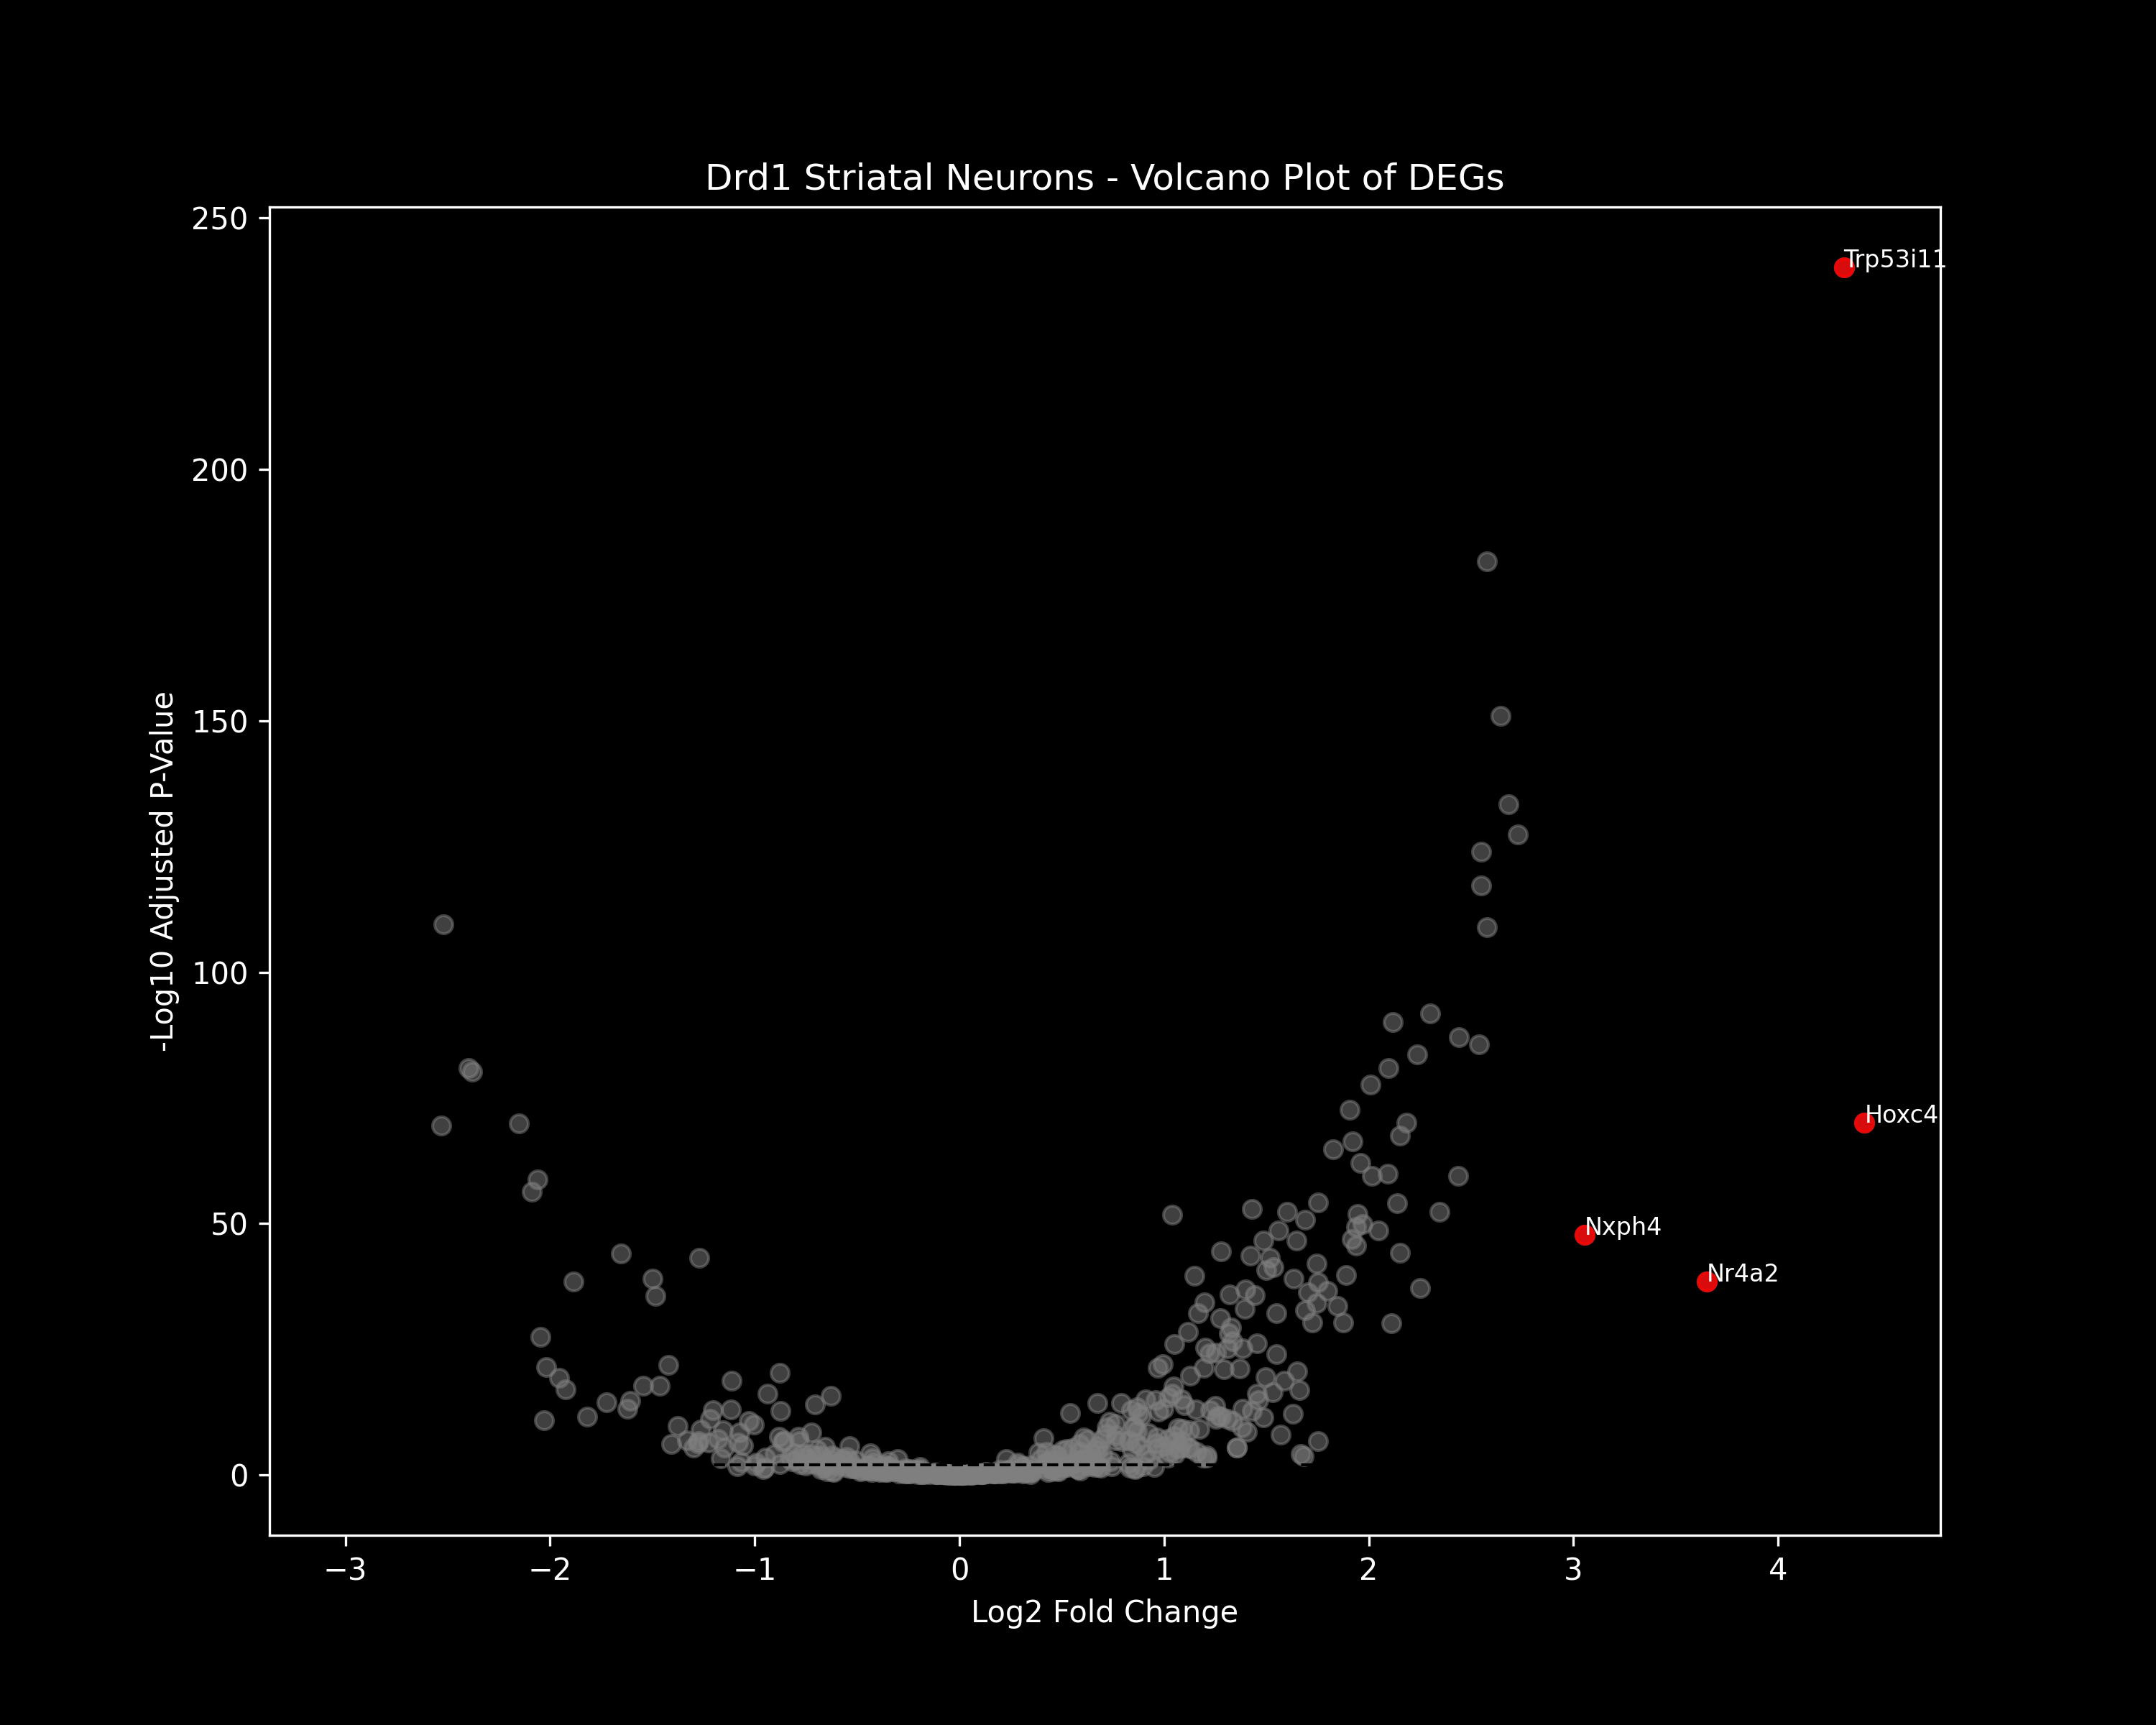 Drd1 Striatal Neurons - Volcano Plot of DEGs
250
200
150
100
50
0
-Log10 Adjusted P-Value
Trp53i11
Hoxc4
Nxph4
Nr4a2
−3 −2 −1 0 1 2 3 4
Log2 Fold Change